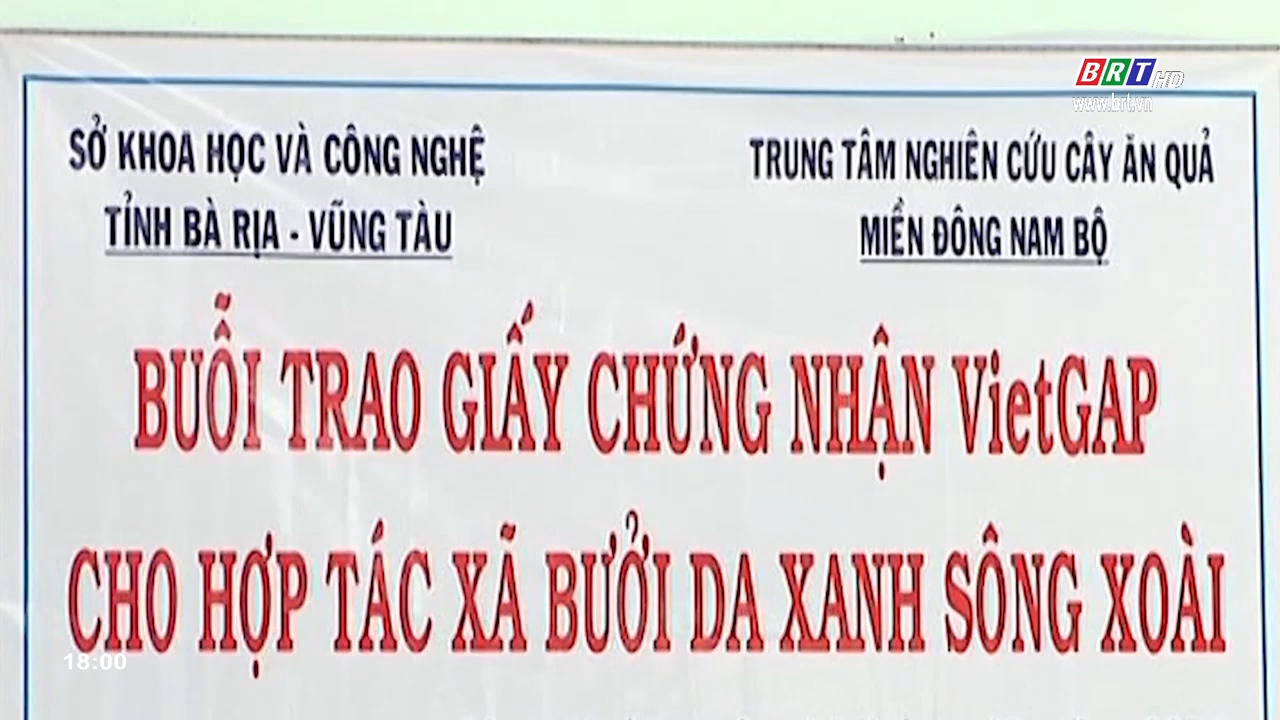 BRT HD
www.brt.vn
SỞ KHOA HỌC VÀ CÔNG NGHỆ
TỈNH BÀ RỊA - VŨNG TÀU
TRUNG TÂM NGHIÊN CỨU CÂY ĂN QUẢ
MIỀN ĐÔNG NAM BỘ
BUỖI TRAO GIẤY CHỨNG NHẬN VietGAP
CHO HỢP TÁC XÃ BƯỞI DA XANH SÔNG XOÀI
18:00